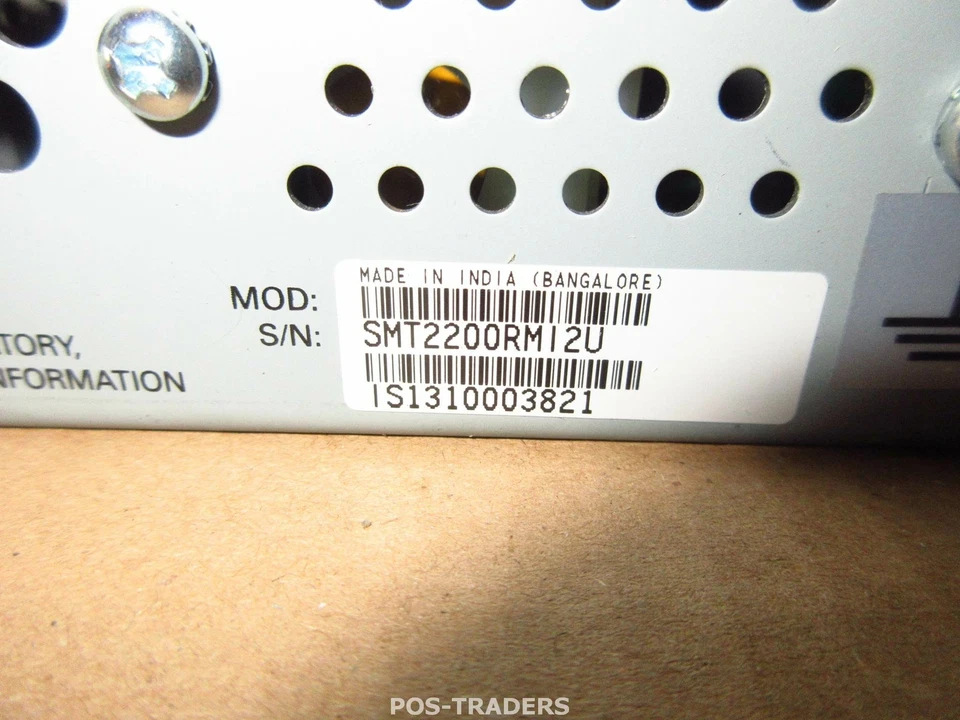 MADE IN INDIA (BANGALORE)
MOD:
SMT2200RMI2U
S/N:
IS1310003821
TORY,
NFORMATION
POS-TRADERS